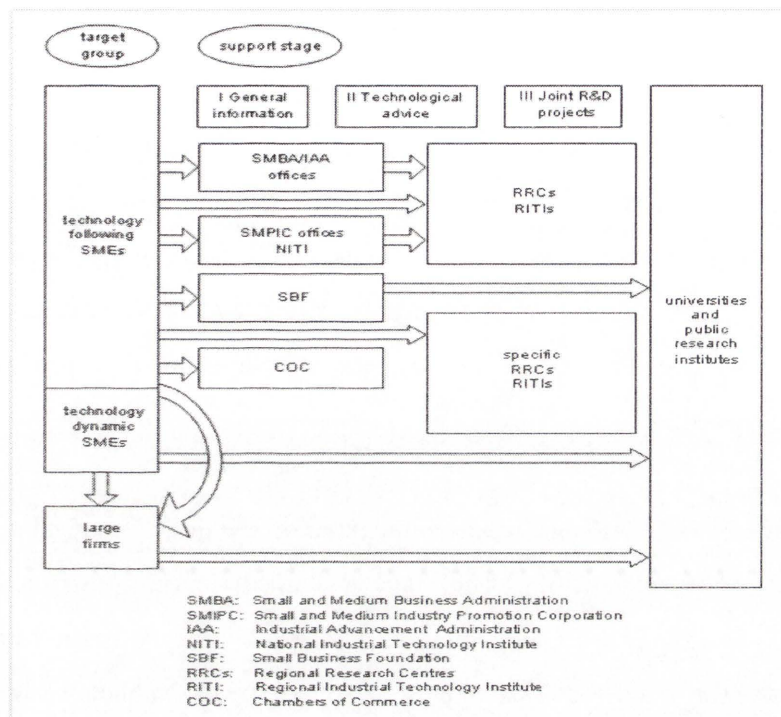 target
group
support stage
I General
information
II Technological
advice
III Joint R&D
projects
SMBA/IAA
offices
RRCs
RITIs
technology
following
SMEs
SMPIC offices
NITI
SBF
universities
and
public
research
institutes
specific
RRCs
RITIs
COC
technology
dynamic
SMEs
large
firms
SMBA: Small and Medium Business Administration
SMIPC: Small and Medium Industry Promotion Corporation
IAA: Industrial Advancement Administration
NITI: National Industrial Technology Institute
SBF: Small Business Foundation
RRCs: Regional Research Centres
RITI: Regional Industrial Technology Institute
COC: Chambers of Commerce